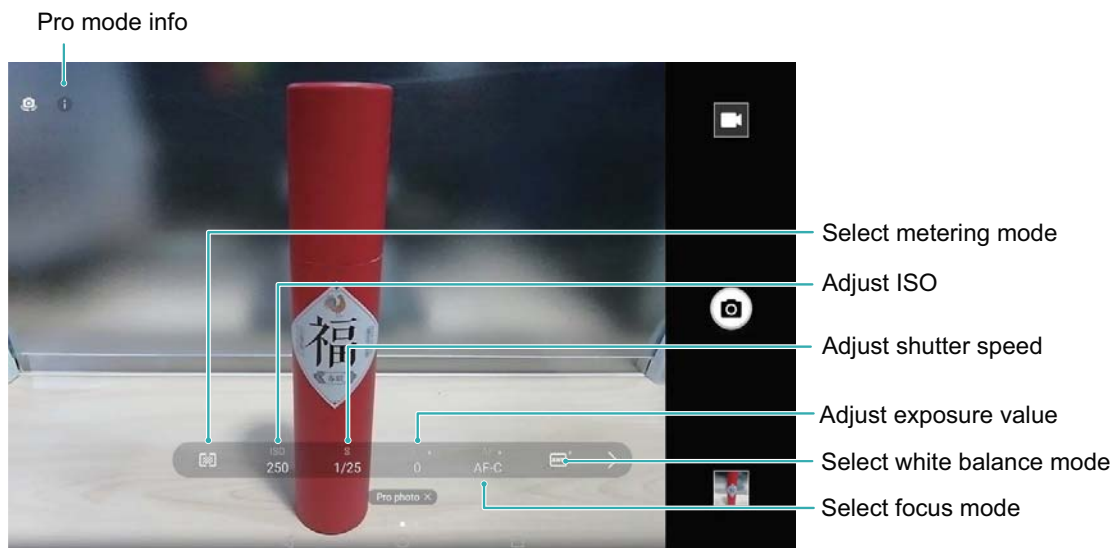 Pro mode info
Select metering mode
Adjust ISO
Adjust shutter speed
福
Adjust exposure value
ISO S
250 1/25 0 AF-C
Select white balance mode
Pro photo ×
Select focus mode